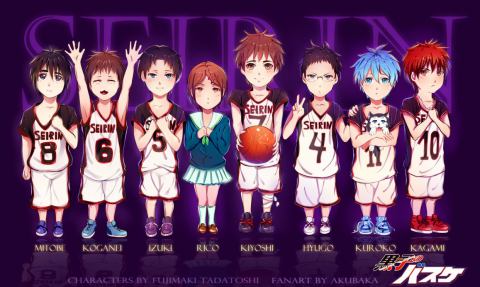 SEIRIN
SEIRIN
8
SEIRIN
6
SEIRIN
5
7
SEIRIN
4
11
SEIRIN
10
MITOBE KOGANEI IZUKI RICO KIYOSHI HYUGO KUROKO KAGAMI
黒子の
バスケ
CHARACTERS BY FUJIMAKI TADATOSHI FANART BY AKUBAKA